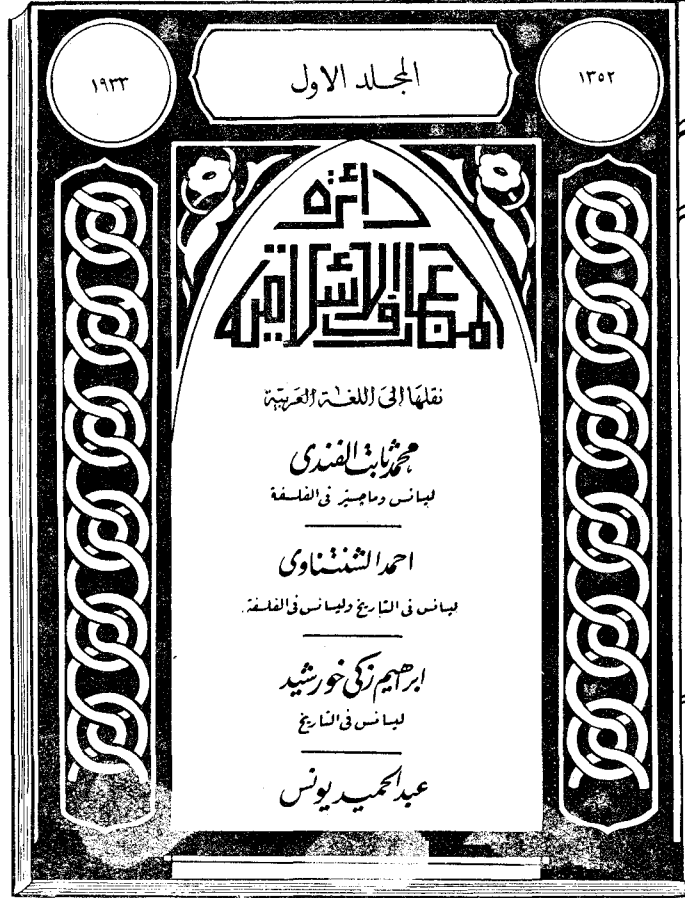 ١٣٥٢
المجلد الاول
١٩٣٣
دائرة
المعارف الإسلامية
نقلها إلى اللغة العربية
محمد ثابت الفندى
ليسانس وماجستير فى الفلسفة
احمد الشنتناوى
ليسانس فى التاريخ وليسانس فى الفلسفة
ابرهيم زكى خورشيد
ليسانس فى التاريخ
عبد الحميد يونس